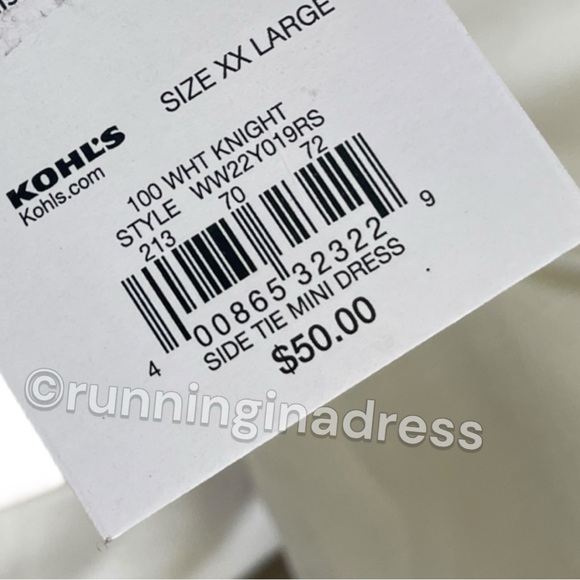 SIZE XX LARGE
KOHL'S
Kohls.com
100 WHT KNIGHT
STYLE WW22Y019RS
213 70 72
4 00865 32322 9
SIDE TIE MINI DRESS
$50.00
©runninginadress